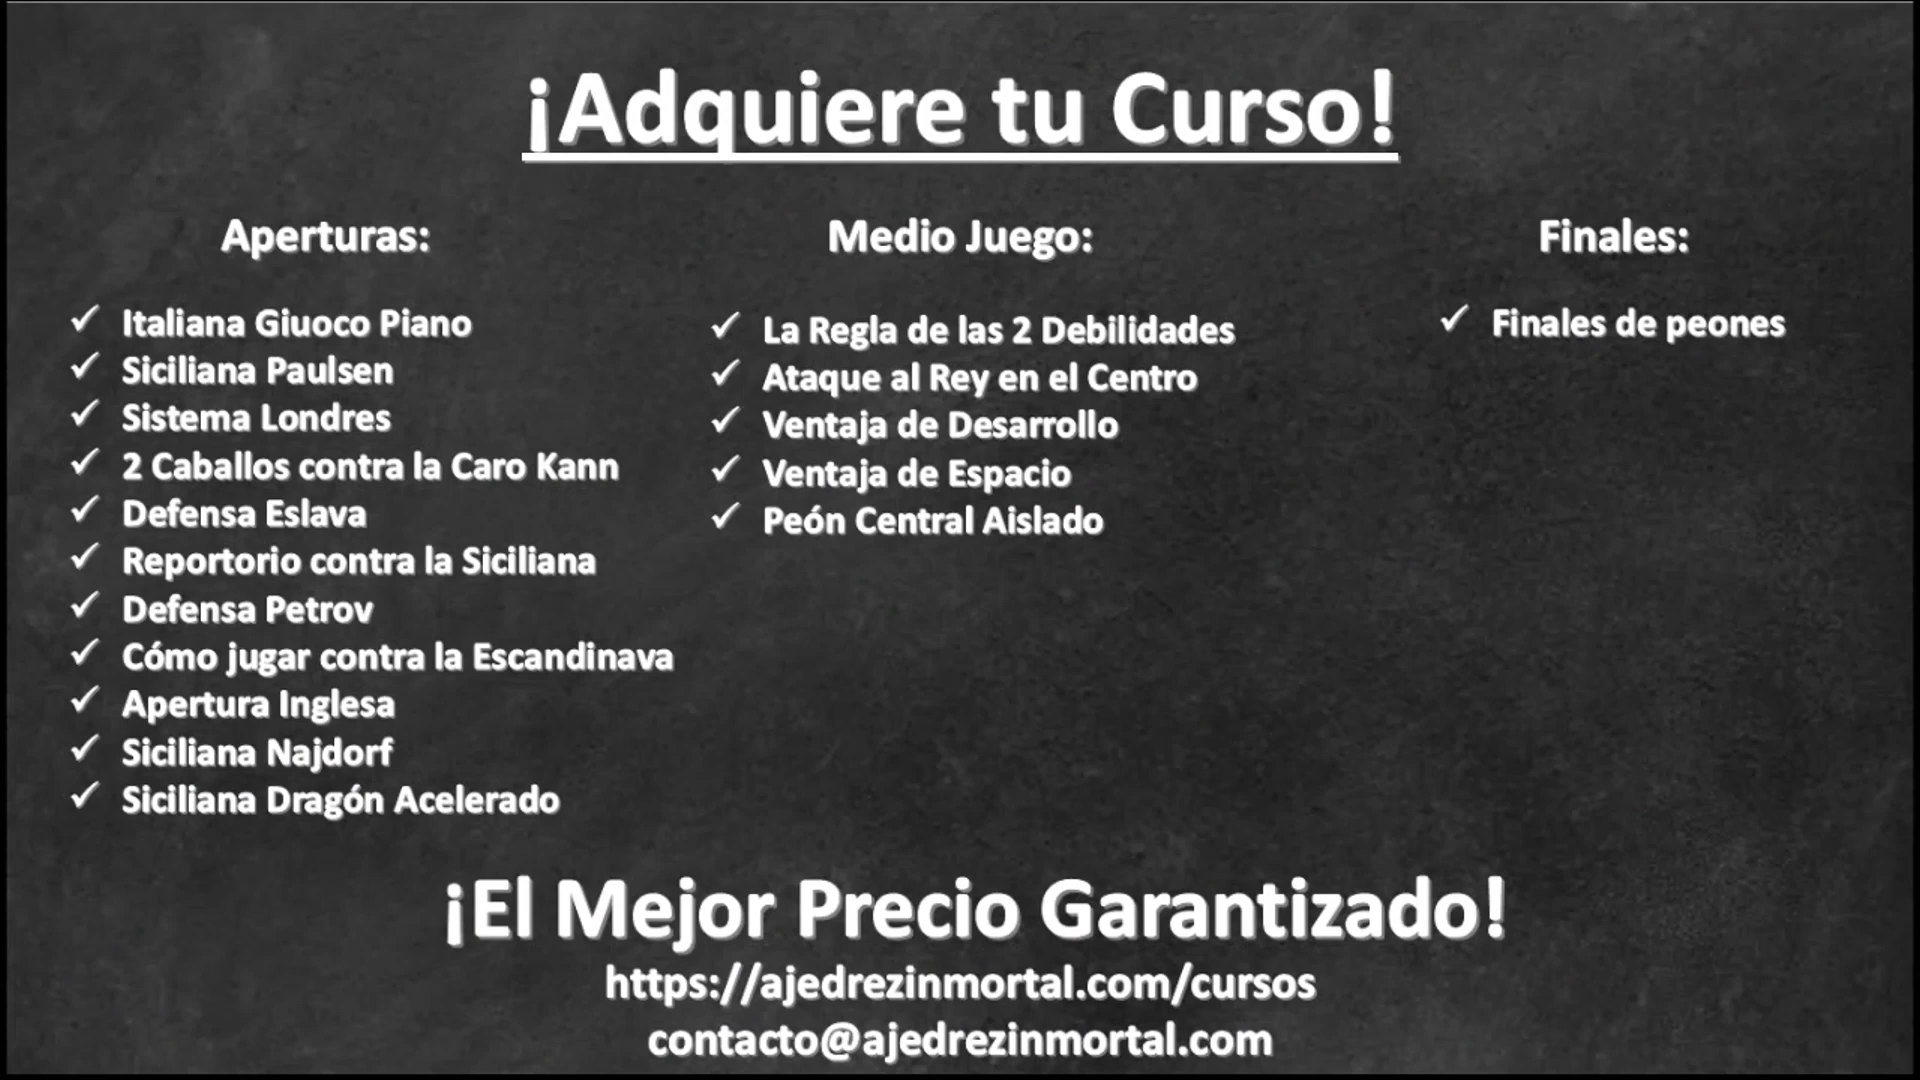 ¡Adquiere tu Curso!
Aperturas:
Italiana Giuoco Piano
Siciliana Paulsen
Sistema Londres
2 Caballos contra la Caro Kann
Defensa Eslava
Reportorio contra la Siciliana
Defensa Petrov
Cómo jugar contra la Escandinava
Apertura Inglesa
Siciliana Najdorf
Siciliana Dragón Acelerado
Medio Juego:
La Regla de las 2 Debilidades
Ataque al Rey en el Centro
Ventaja de Desarrollo
Ventaja de Espacio
Peón Central Aislado
Finales:
Finales de peones
¡El Mejor Precio Garantizado!
https://ajedrezinmortal.com/cursos
contacto@ajedrezinmortal.com